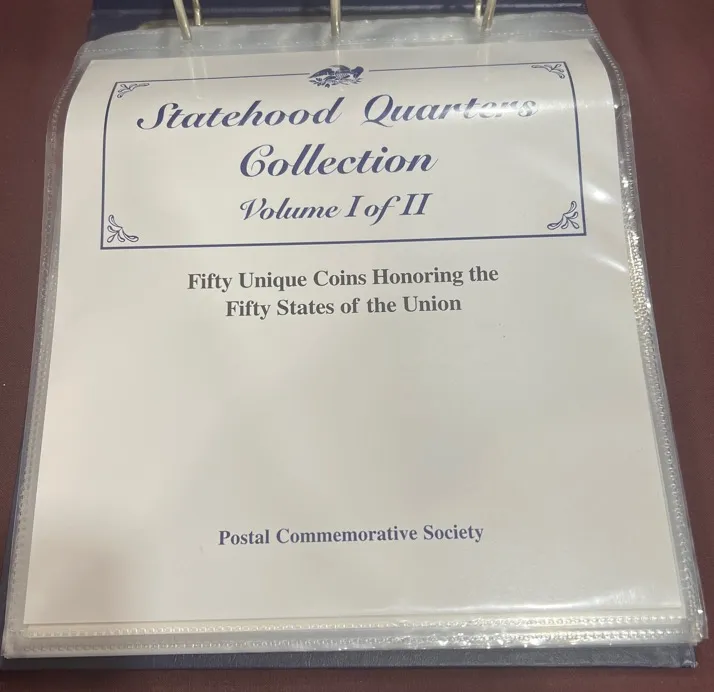 Statehood Quarters
Collection
Volume I of II
Fifty Unique Coins Honoring the
Fifty States of the Union
Postal Commemorative Society